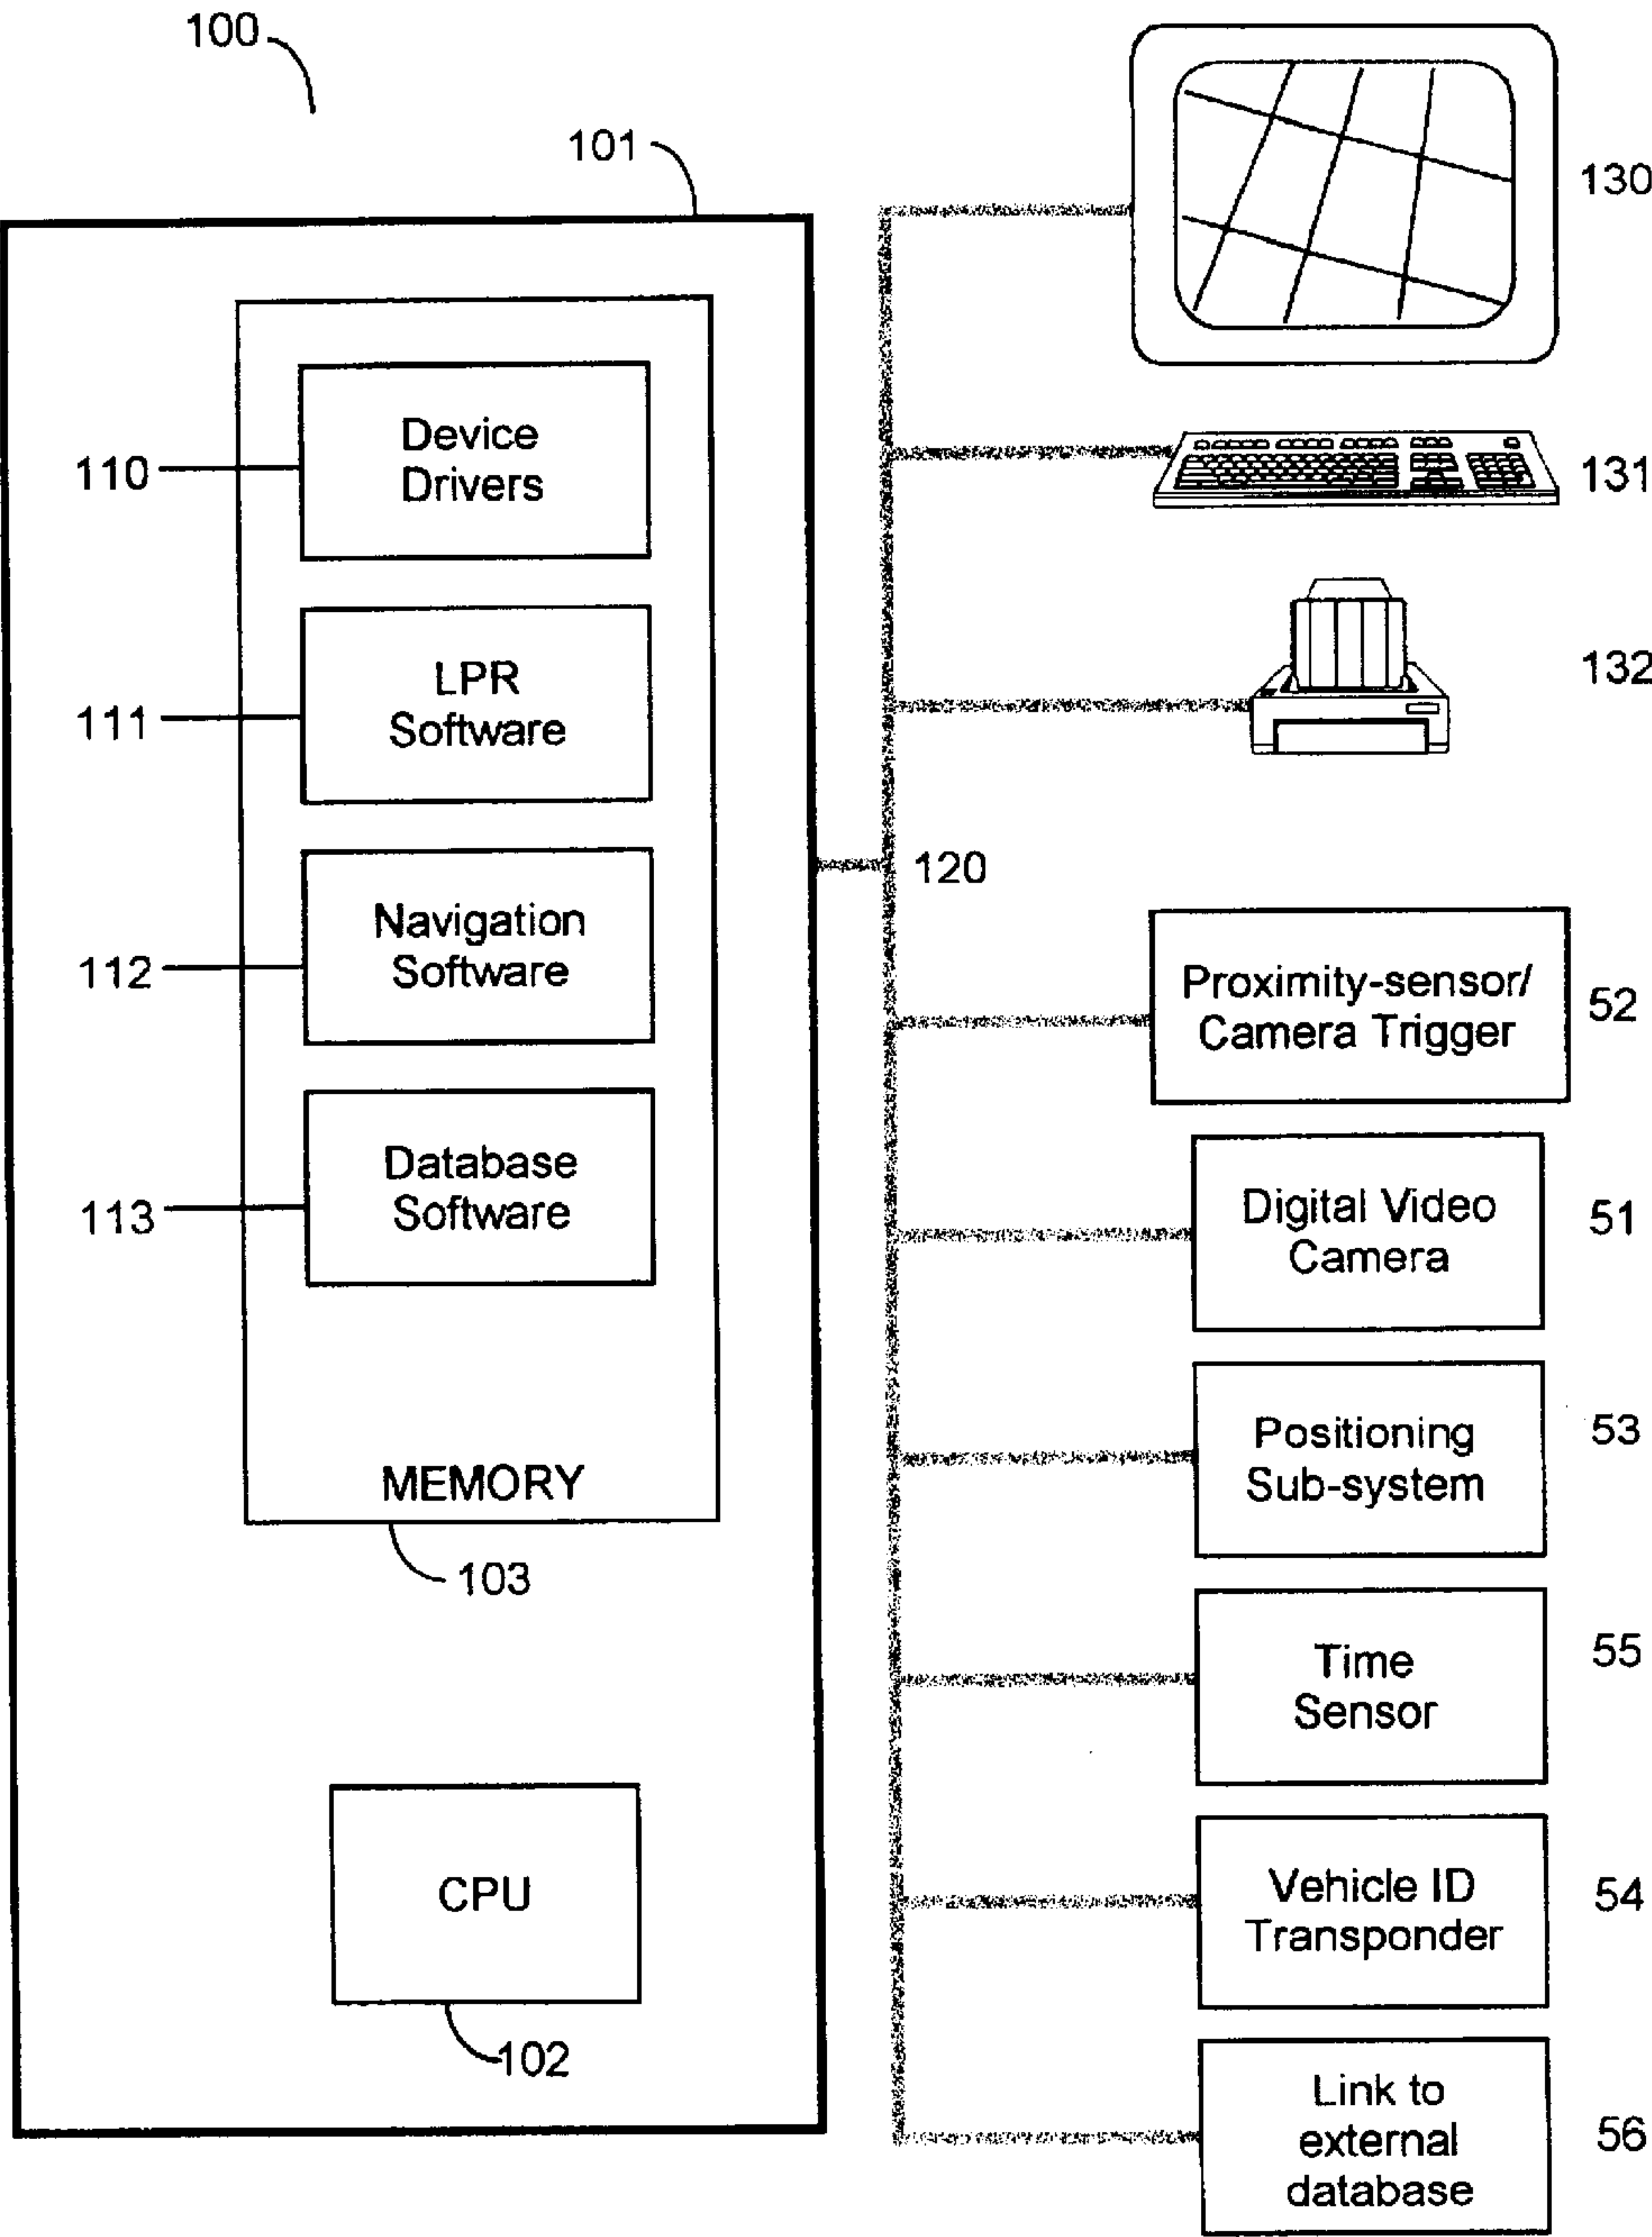 100
101
130
Device
Drivers
110
131
LPR
Software
111
132
120
Navigation
Software
112
Proximity-sensor/
Camera Trigger
52
Database
Software
113
Digital Video
Camera
51
Positioning
Sub-system
53
MEMORY
103
Time
Sensor
55
CPU
102
Vehicle ID
Transponder
54
Link to
external
database
56